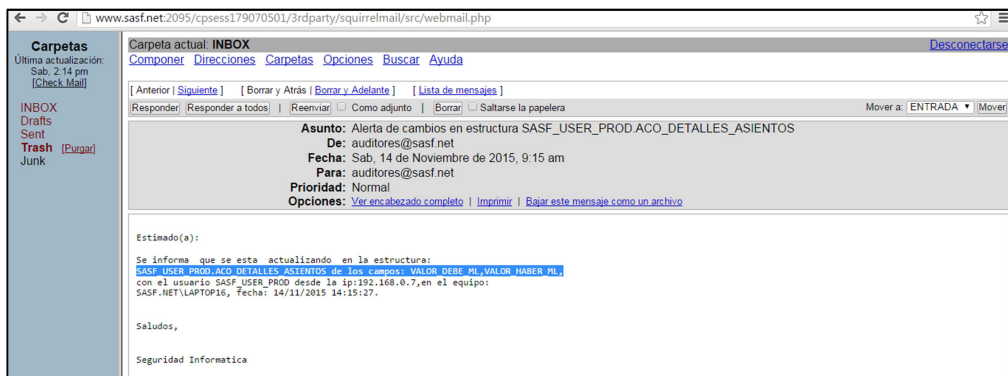 www.sasf.net:2095/cpsess179070501/3rdparty/squirrelmail/src/webmail.php
Carpetas
Última actualización:
Sab, 2:14 pm
[Check Mail]
INBOX
Drafts
Sent
Trash [Purgar]
Junk
Carpeta actual: INBOX Desconectarse
Componer Direcciones Carpetas Opciones Buscar Ayuda
[ Anterior | Siguiente ] [ Borrar y Atrás | Borrar y Adelante ] [ Lista de mensajes ]
Responder Responder a todos | Reenviar Como adjunto | Borrar Saltarse la papelera Mover a: ENTRADA Mover
Asunto: Alerta de cambios en estructura SASF_USER_PROD.ACO_DETALLES_ASIENTOS
De: auditores@sasf.net
Fecha: Sab, 14 de Noviembre de 2015, 9:15 am
Para: auditores@sasf.net
Prioridad: Normal
Opciones: Ver encabezado completo | Imprimir | Bajar este mensaje como un archivo
Estimado(a):
Se informa que se esta actualizando en la estructura:
SASF_USER_PROD.ACO_DETALLES_ASIENTOS de los campos: VALOR_DEBE_ML,VALOR_HABER_ML,
con el usuario SASF_USER_PROD desde la ip:192.168.0.7,en el equipo:
SASF.NET\LAPTOP16, fecha: 14/11/2015 14:15:27.
Saludos,
Seguridad Informatica